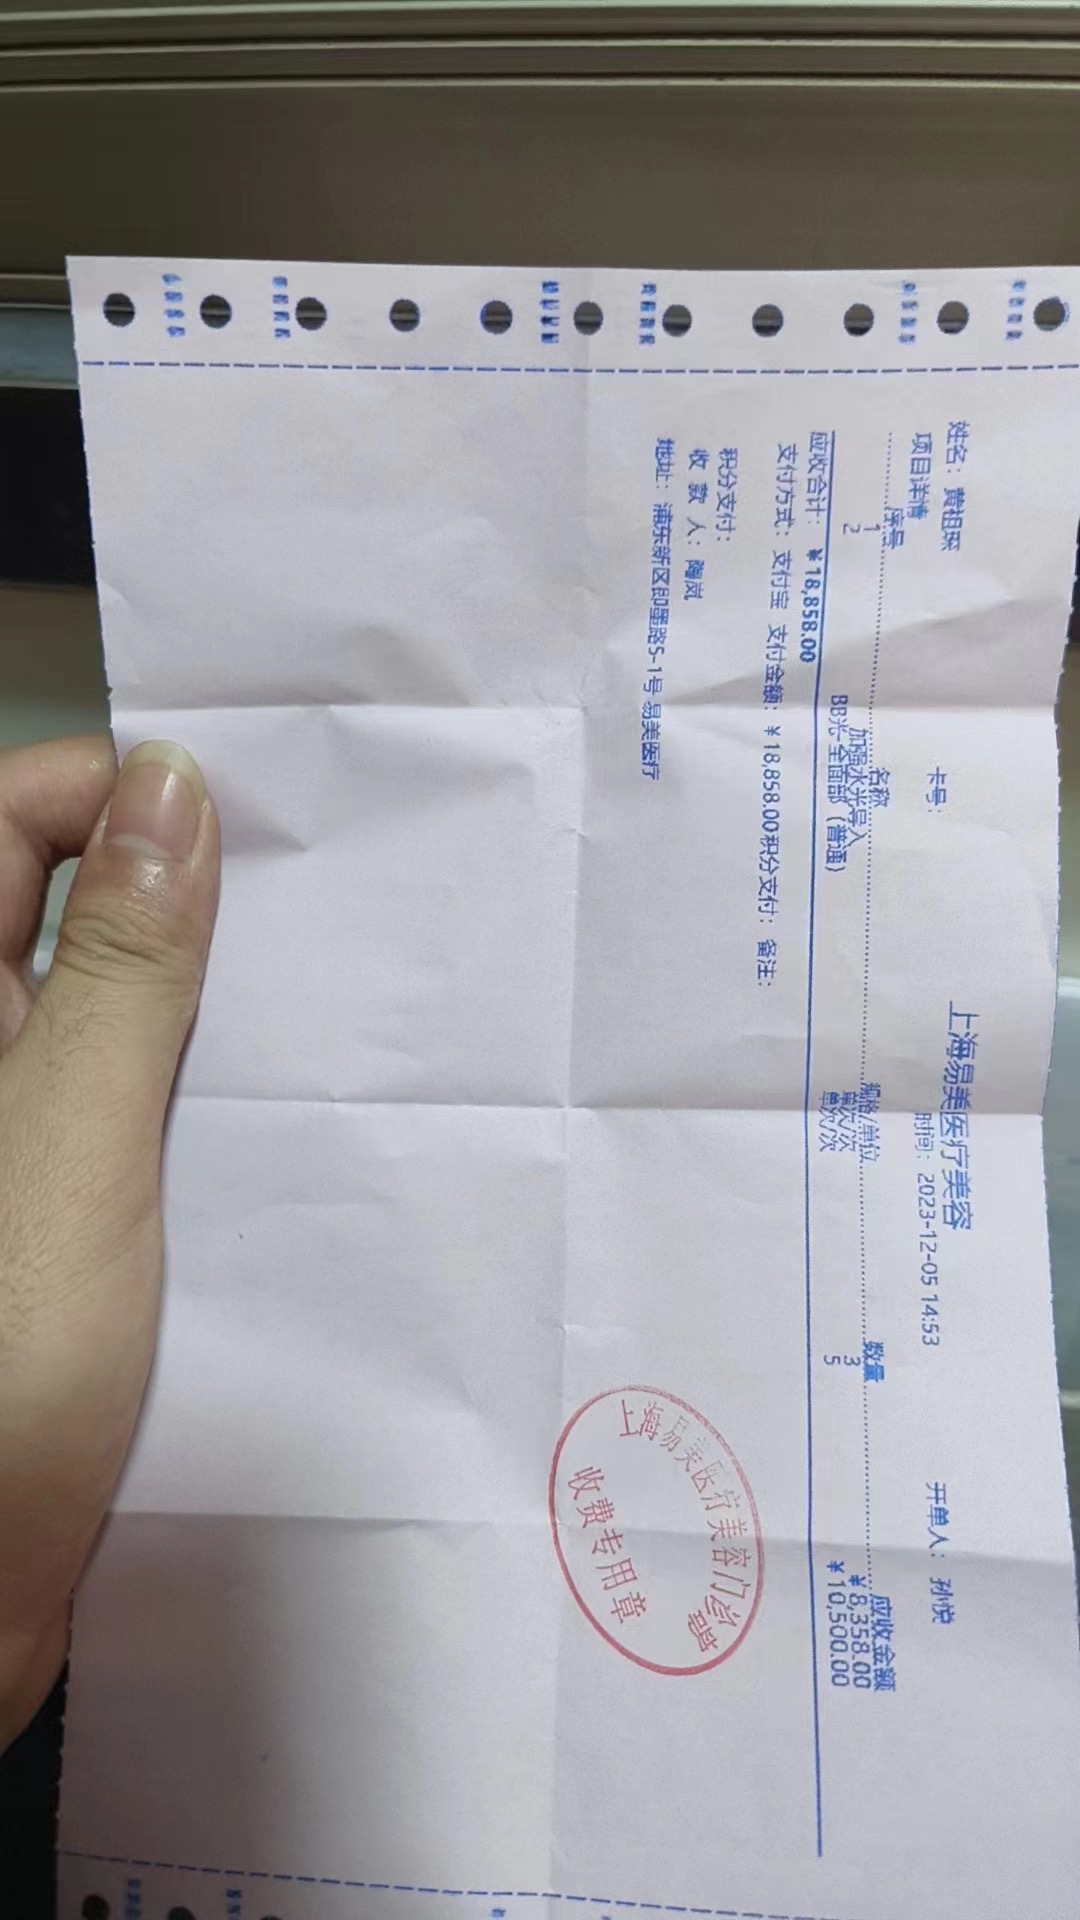 上海易美医疗美容
姓名：黄祖琛 卡号： 时间：2023-12-05 14:53 开单人：孙悦
项目详情
序号 名称 规格/单位 数量 应收金额
1 加强水光导入 单次/次 3 ¥8,358.00
2 BB光-全面部（普通） 单次/次 5 ¥10,500.00
应收合计：¥18,858.00
支付方式：支付宝 支付金额：¥18,858.00积分支付：备注：
积分支付：
收款人：陶岚
地址：浦东新区即墨路5-1号 易美医疗
上海易美医疗美容门诊部
收费专用章